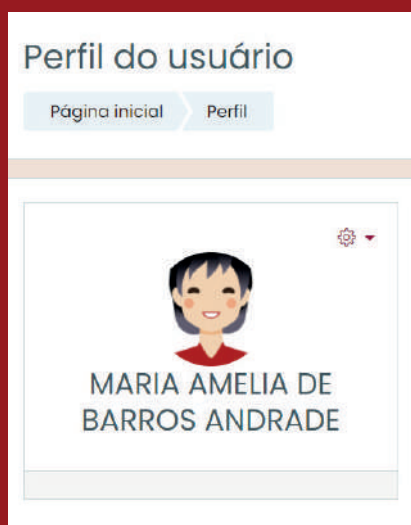 Perfil do usuário
Página inicial Perfil
MARIA AMELIA DE
BARROS ANDRADE